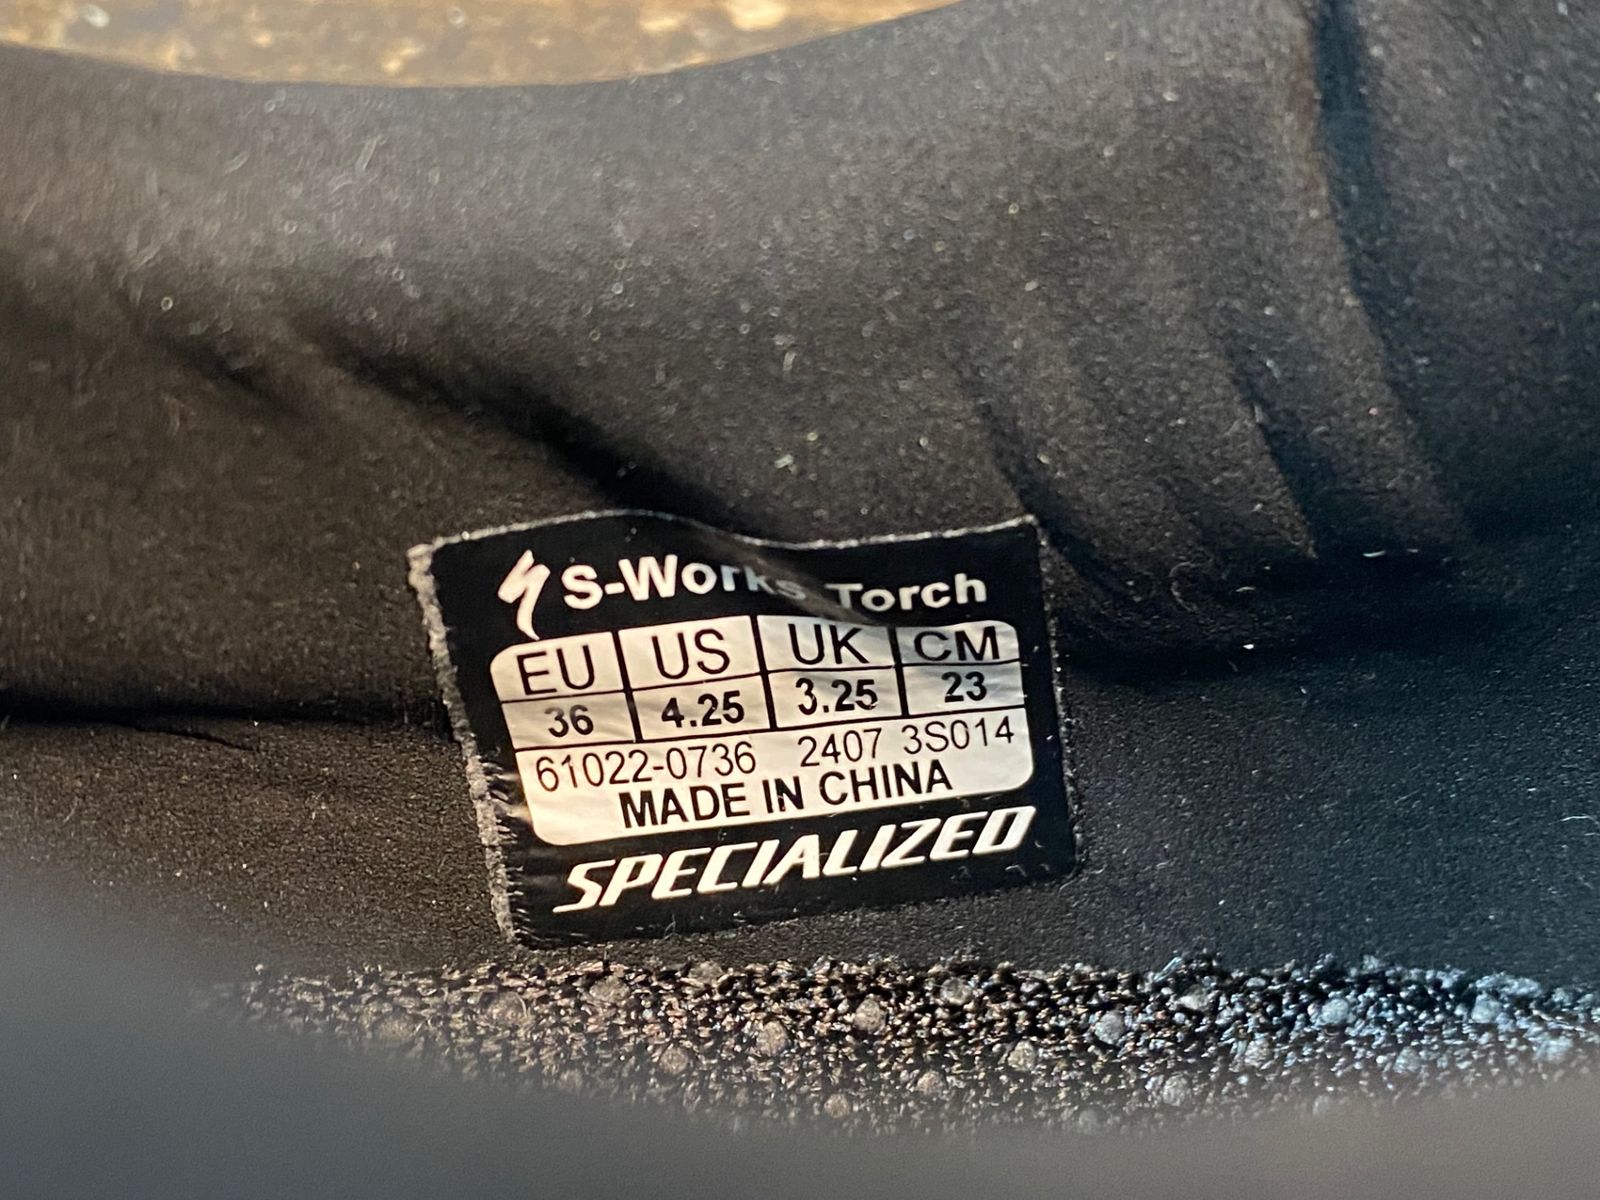 S-Works Torch
EU US UK CM
36 4.25 3.25 23
61022-0736 2407 3S014
MADE IN CHINA
SPECIALIZED